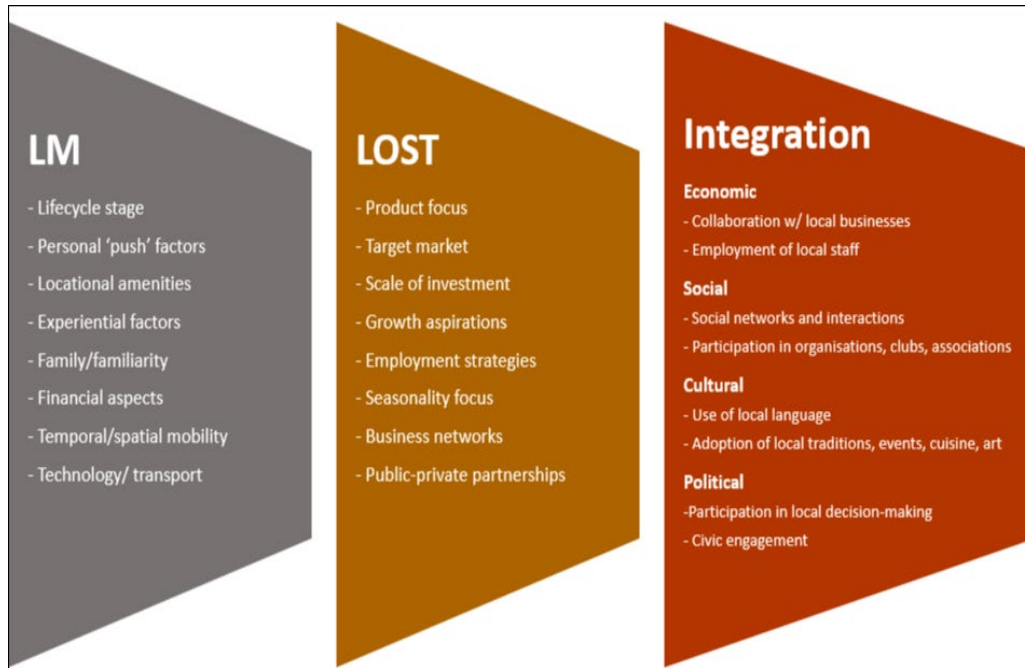 LM
- Lifecycle stage
- Personal ‘push’ factors
- Locational amenities
- Experiential factors
- Family/familiarity
- Financial aspects
- Temporal/spatial mobility
- Technology/ transport
LOST
- Product focus
- Target market
- Scale of investment
- Growth aspirations
- Employment strategies
- Seasonality focus
- Business networks
- Public-private partnerships
Integration
Economic
- Collaboration w/ local businesses
- Employment of local staff
Social
- Social networks and interactions
- Participation in organisations, clubs, associations
Cultural
- Use of local language
- Adoption of local traditions, events, cuisine, art
Political
-Participation in local decision-making
- Civic engagement